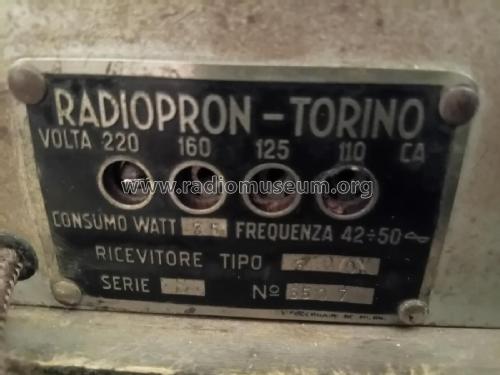 RADIOPRON - TORINO
VOLTA 220 160 125 110 CA
www.radiomuseum.org
CONSUMO WATT FREQUENZA 42÷50 ∾
RICEVITORE TIPO
SERIE Nº